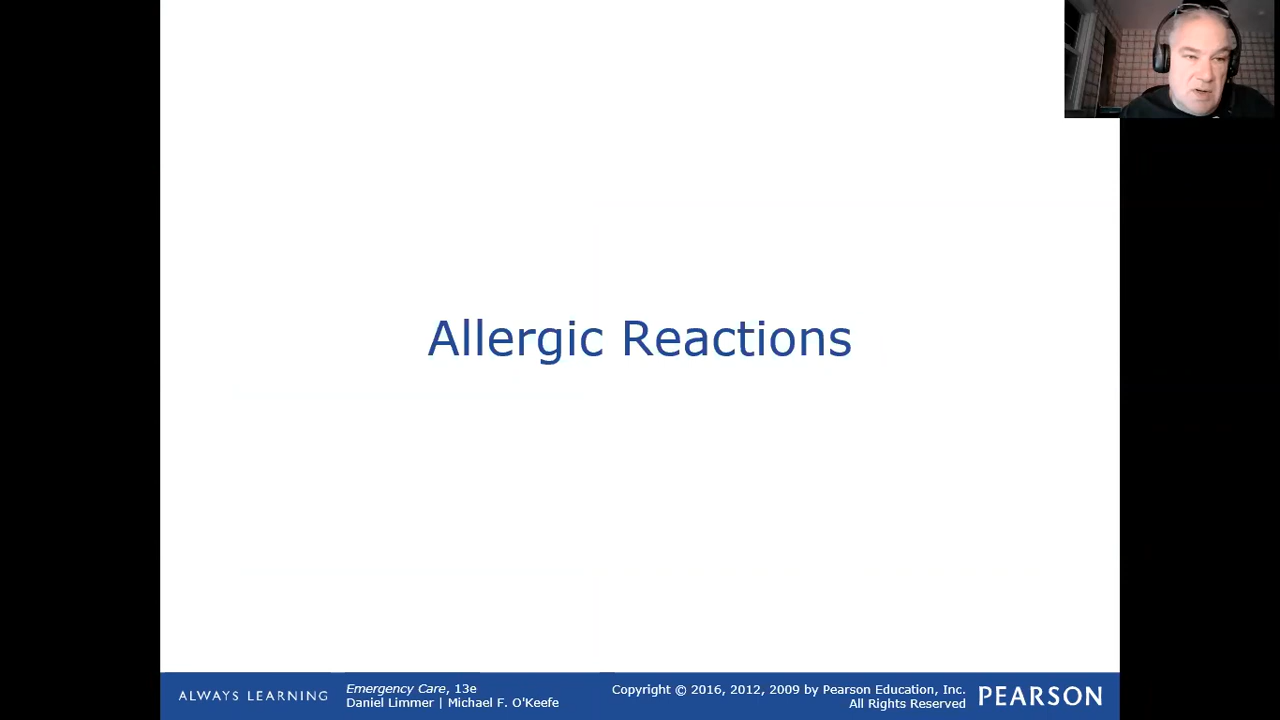 Allergic Reactions
ALWAYS LEARNING
Emergency Care, 13e
Daniel Limmer | Michael F. O'Keefe
Copyright © 2016, 2012, 2009 by Pearson Education, Inc.
All Rights Reserved
PEARSON